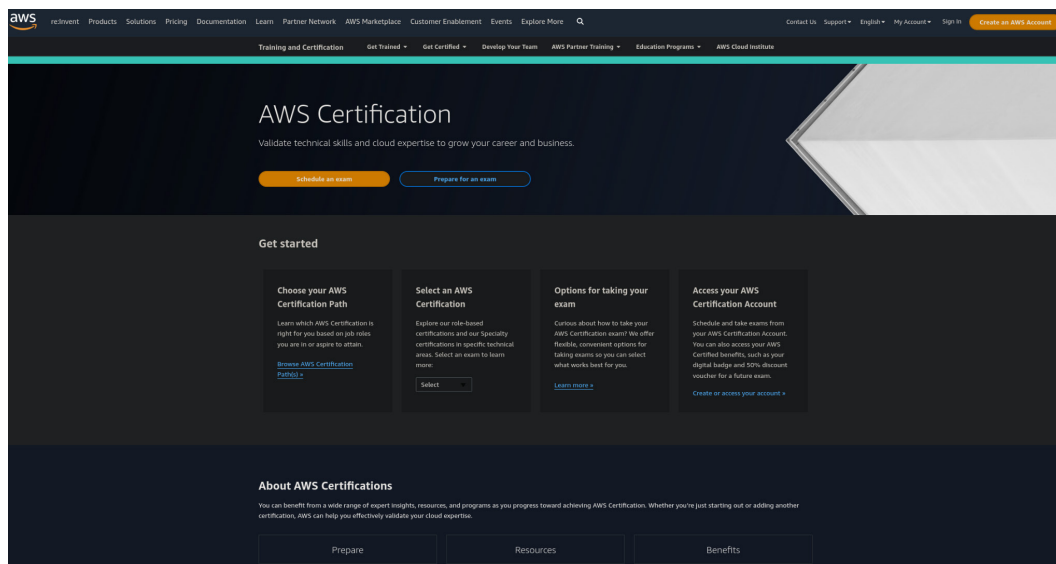 aws
re:Invent Products Solutions Pricing Documentation Learn Partner Network AWS Marketplace Customer Enablement Events Explore More
Contact Us Support English My Account Sign In Create an AWS Account
Training and Certification Get Trained Get Certified Develop Your Team AWS Partner Training Education Programs AWS Cloud Institute
AWS Certification
Validate technical skills and cloud expertise to grow your career and business.
Schedule an exam
Prepare for an exam
Get started
Choose your AWS
Certification Path
Learn which AWS Certification is
right for you based on job roles
you are in or aspire to attain.
Browse AWS Certification
Path(s) »
Select an AWS
Certification
Explore our role-based
certifications and our Specialty
certifications in specific technical
areas. Select an exam to learn
more:
Select
Options for taking your
exam
Curious about how to take your
AWS Certification exam? We offer
flexible, convenient options for
taking exams so you can select
what works best for you.
Learn more »
Access your AWS
Certification Account
Schedule and take exams from
your AWS Certification Account.
You can also access your AWS
Certified benefits, such as your
digital badge and 50% discount
voucher for a future exam.
Create or access your account »
About AWS Certifications
You can benefit from a wide range of expert insights, resources, and programs as you progress toward achieving AWS Certification. Whether you're just starting out or adding another
certification, AWS can help you effectively validate your cloud expertise.
Prepare
Resources
Benefits